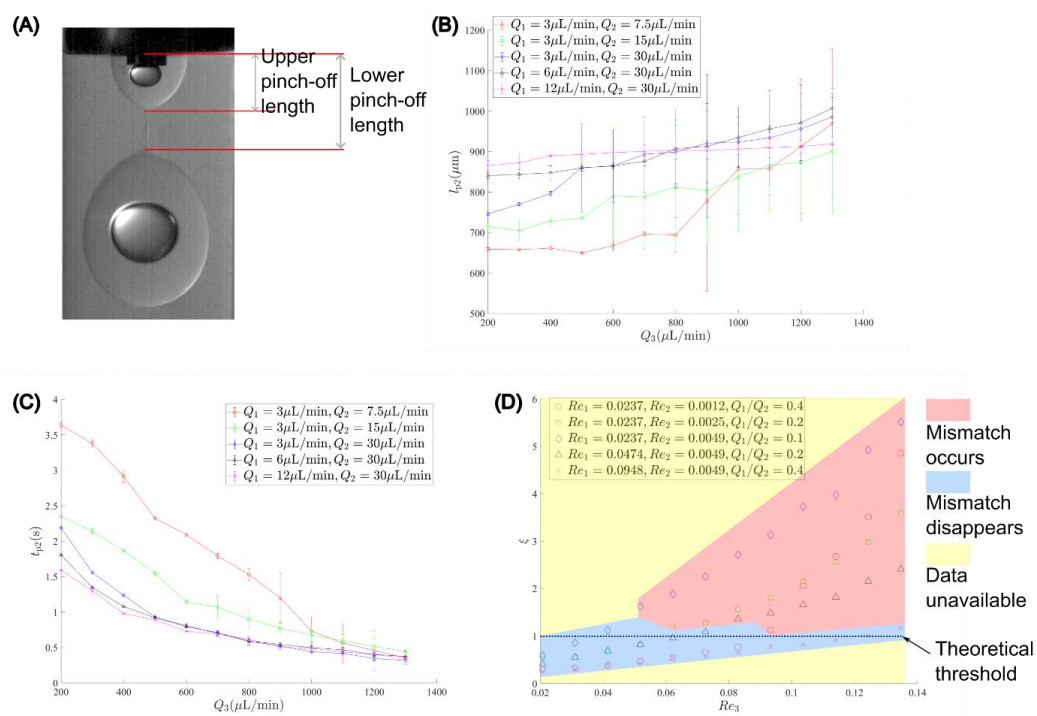 (A)
Upper
pinch-off
length
Lower
pinch-off
length
(B)
Q1 = 3μL/min, Q2 = 7.5μL/min
Q1 = 3μL/min, Q2 = 15μL/min
Q1 = 3μL/min, Q2 = 30μL/min
Q1 = 6μL/min, Q2 = 30μL/min
Q1 = 12μL/min, Q2 = 30μL/min
1200
1100
1000
900
800
700
600
500
lp2(μm)
200 400 600 800 1000 1200 1400
Q3(μL/min)
(C)
Q1 = 3μL/min, Q2 = 7.5μL/min
Q1 = 3μL/min, Q2 = 15μL/min
Q1 = 3μL/min, Q2 = 30μL/min
Q1 = 6μL/min, Q2 = 30μL/min
Q1 = 12μL/min, Q2 = 30μL/min
4
3.5
3
2.5
2
1.5
1
0.5
0
tp2(s)
200 400 600 800 1000 1200 1400
Q3(μL/min)
(D)
Re1 = 0.0237, Re2 = 0.0012, Q1/Q2 = 0.4
Re1 = 0.0237, Re2 = 0.0025, Q1/Q2 = 0.2
Re1 = 0.0237, Re2 = 0.0049, Q1/Q2 = 0.1
Re1 = 0.0474, Re2 = 0.0049, Q1/Q2 = 0.2
Re1 = 0.0948, Re2 = 0.0049, Q1/Q2 = 0.4
6
5
4
3
2
1
0
ξ
0.02 0.04 0.06 0.08 0.1 0.12 0.14
Re3
Mismatch
occurs
Mismatch
disappears
Data
unavailable
Theoretical
threshold